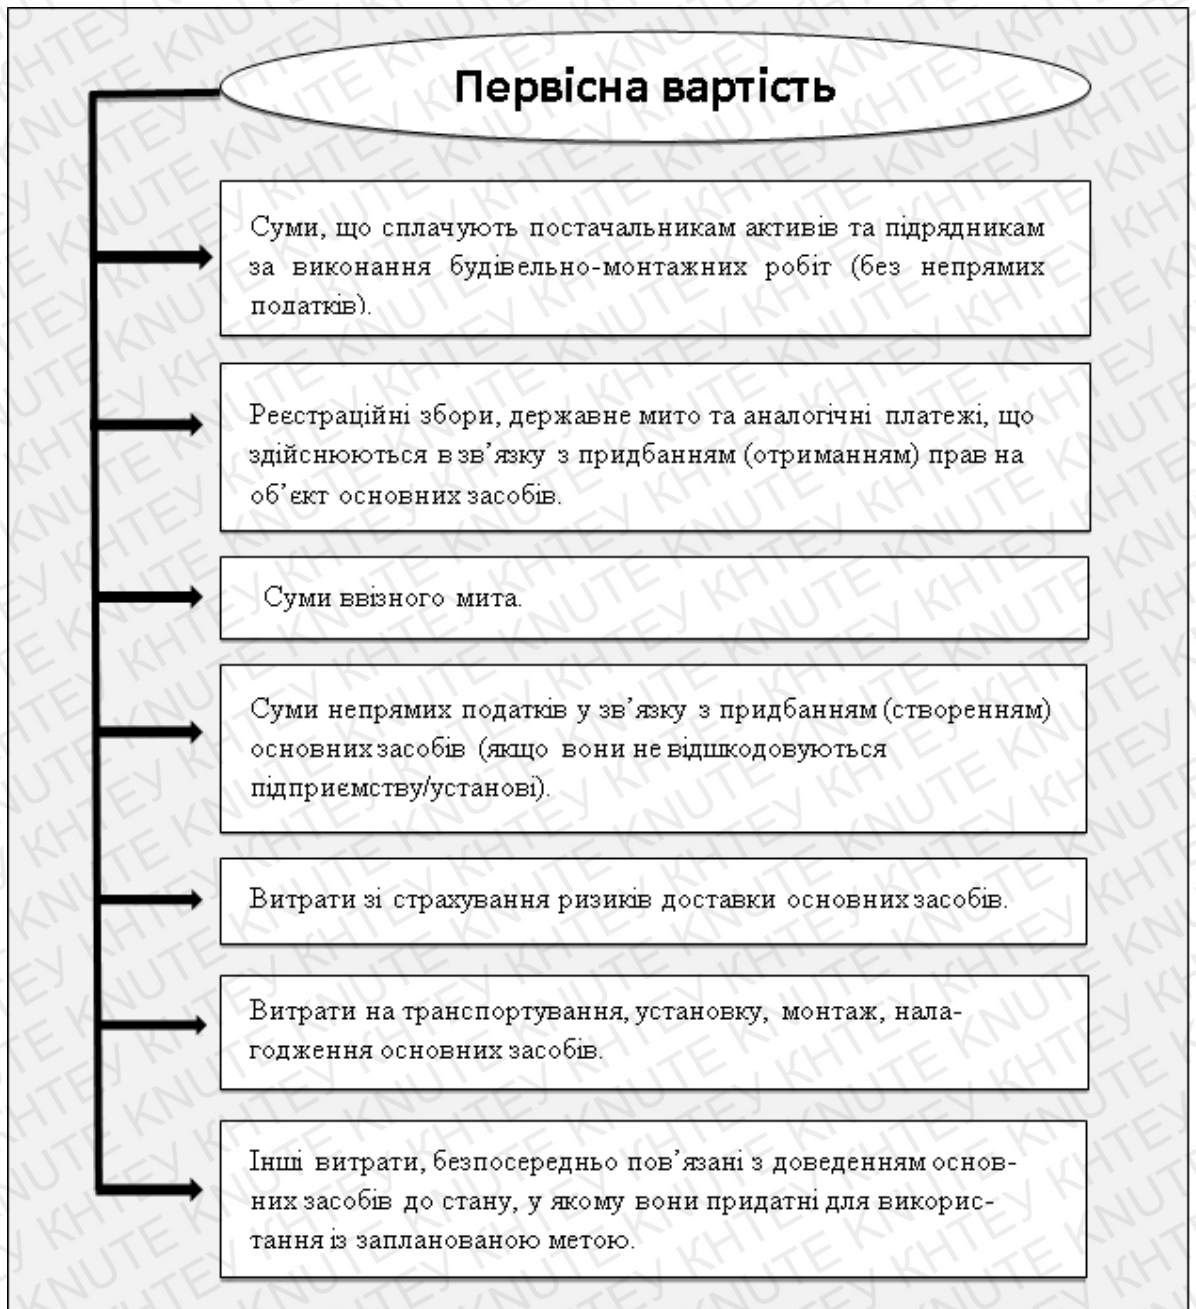 Первісна вартість
Суми, що сплачують постачальникам активів та підрядникам
за виконання будівельно-монтажних робіт (без непрямих
податків).
Реєстраційні збори, державне мито та аналогічні платежі, що
здійснюються в зв’язку з придбанням (отриманням) прав на
об’єкт основних засобів.
Суми ввізного мита.
Суми непрямих податків у зв’язку з придбанням (створенням)
основних засобів (якщо вони не відшкодовуються
підприємству/установі).
Витрати зі страхування ризиків доставки основних засобів.
Витрати на транспортування, установку, монтаж, нала-
годження основних засобів.
Інші витрати, безпосередньо пов’язані з доведенням основ-
них засобів до стану, у якому вони придатні для викорис-
тання із запланованою метою.